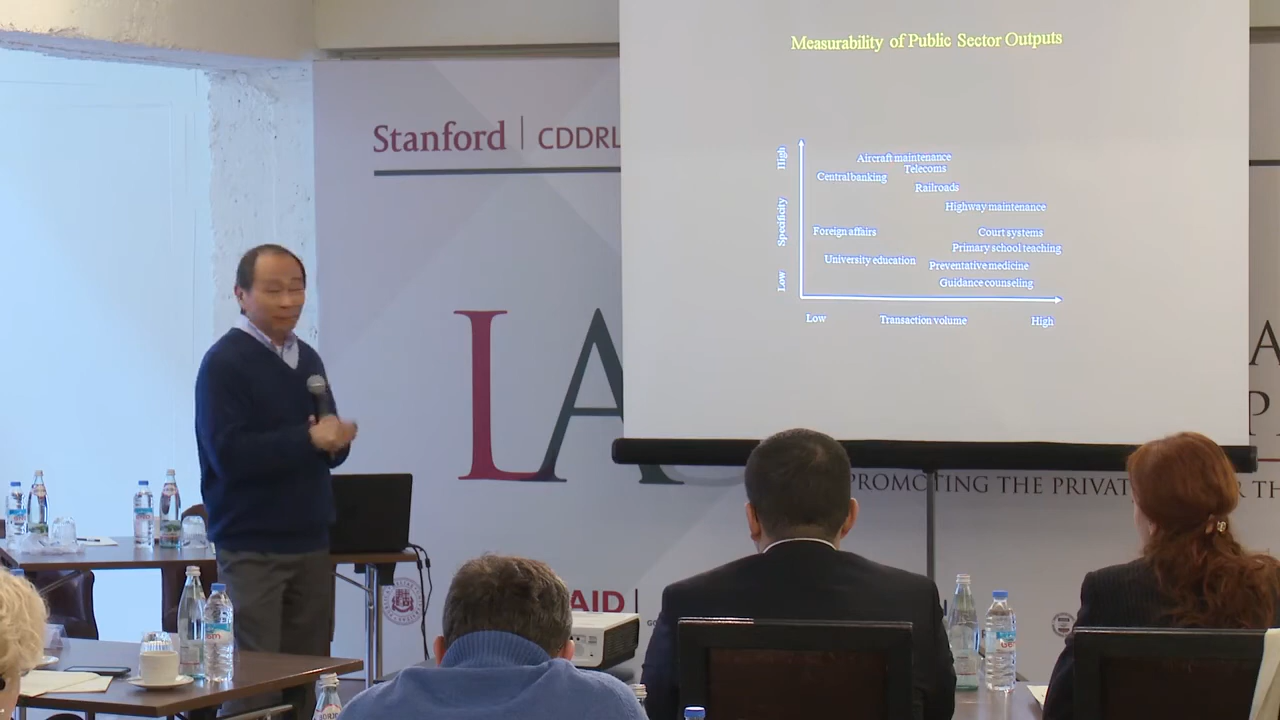 Measurability of Public Sector Outputs
Stanford | CDDRL
High
Specificity
Low
Aircraft maintenance
Telecoms
Central banking
Railroads
Highway maintenance
Foreign affairs
Court systems
Primary school teaching
University education
Preventative medicine
Guidance counseling
Low
Transaction volume
High
LA
PROMOTING THE PRIVAT
R TH
AID